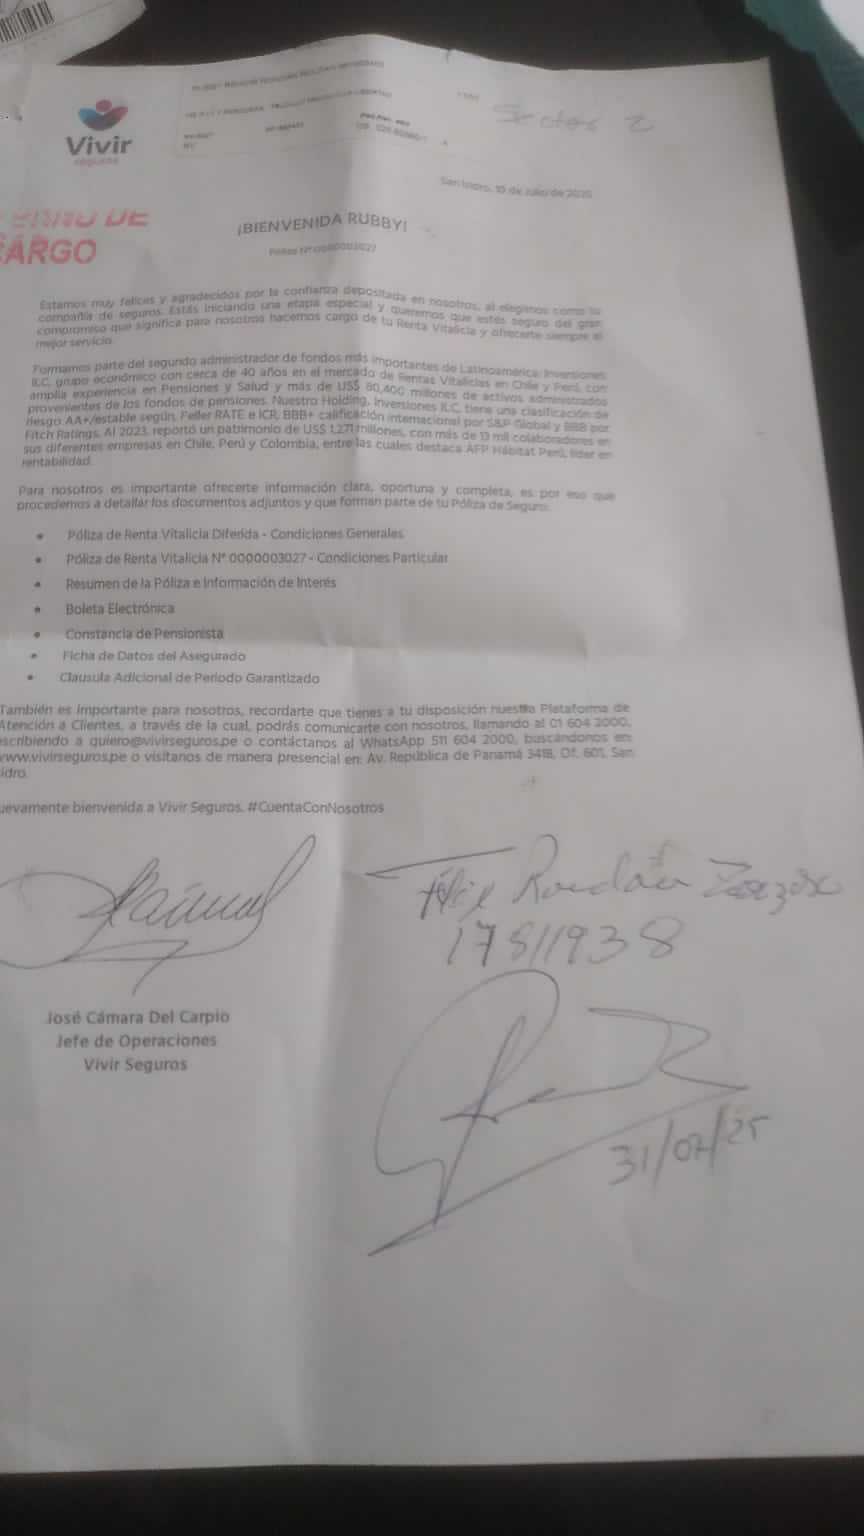 Vivir
seguros
CARGO
San Isidro, 10 de Julio de 2025
¡BIENVENIDA RUBBY!
Póliza N° 0000003027
Estamos muy felices y agradecidos por la confianza depositada en nosotros, al elegirnos como tu
compañía de seguros. Estás iniciando una etapa especial y queremos que estés seguro del gran
compromiso que significa para nosotros hacernos cargo de tu Renta Vitalicia y ofrecerte siempre el
mejor servicio.
Formamos parte del segundo administrador de fondos más importantes de Latinoamérica: Inversiones
ILC, grupo económico con cerca de 40 años en el mercado de Rentas Vitalicias en Chile y Perú, con
amplia experiencia en Pensiones y Salud y más de US$ 80,400 millones de activos administrados
provenientes de los fondos de pensiones. Nuestro Holding, Inversiones ILC, tiene una clasificación de
riesgo AA+/estable según, Feller RATE e ICR, BBB+ calificación internacional por S&P Global y BBB por
Fitch Ratings. Al 2023, reportó un patrimonio de US$ 1,271 millones, con más de 13 mil colaboradores en
sus diferentes empresas en Chile, Perú y Colombia, entre las cuales destaca AFP Hábitat Perú, líder en
rentabilidad.
Para nosotros es importante ofrecerte información clara, oportuna y completa, es por eso que
procedemos a detallar los documentos adjuntos y que forman parte de tu Póliza de Seguro:
• Póliza de Renta Vitalicia Diferida - Condiciones Generales
• Póliza de Renta Vitalicia N° 0000003027 - Condiciones Particular
• Resumen de la Póliza e Información de Interés
• Boleta Electrónica
• Constancia de Pensionista
• Ficha de Datos del Asegurado
• Clausula Adicional de Periodo Garantizado
También es importante para nosotros, recordarte que tienes a tu disposición nuestra Plataforma de
Atención a Clientes, a través de la cual, podrás comunicarte con nosotros, llamando al 01 604 2000,
escribiendo a quiero@vivirseguros.pe o contáctanos al WhatsApp 511 604 2000, buscándonos en:
www.vivirseguros.pe o visítanos de manera presencial en: Av. República de Panamá 3418, Of. 601, San
idro.
uevamente bienvenida a Vivir Seguros. #CuentaConNosotros
17811938
José Cámara Del Carpio
Jefe de Operaciones
Vivir Seguros
31/07/25